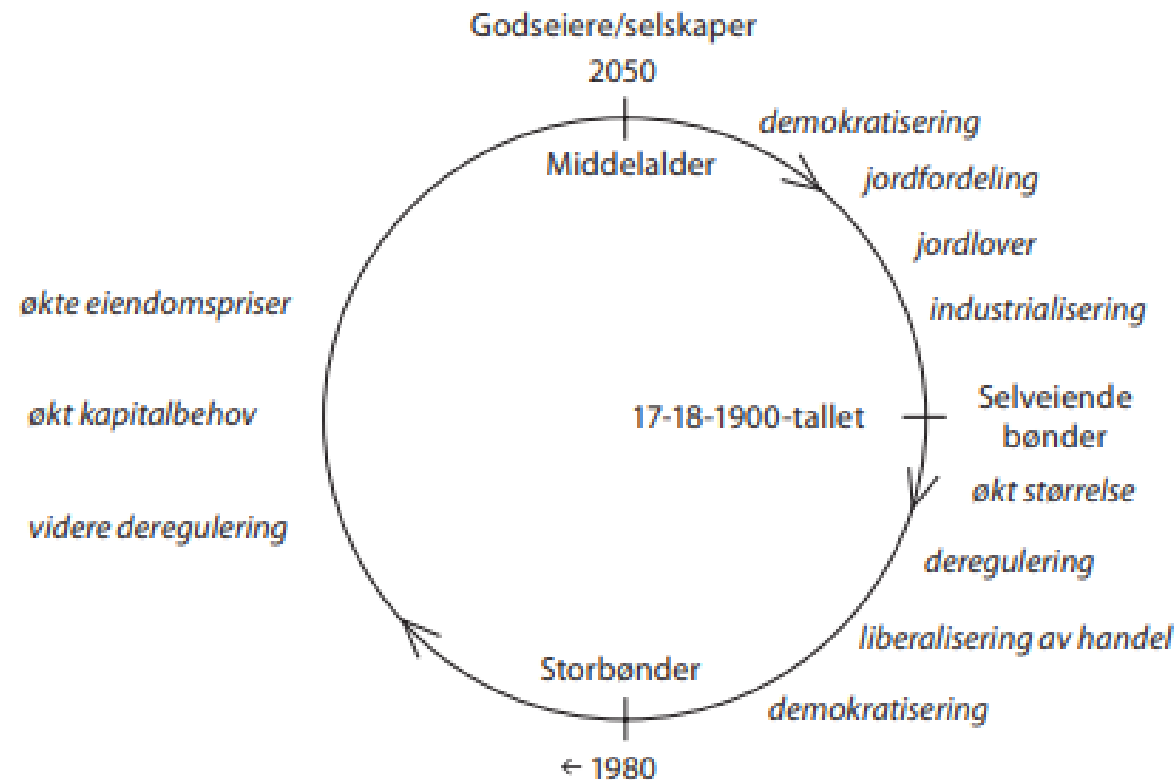 Godseiere/selskaper
2050
Middelalder
demokratisering
jordfordeling
jordlover
industrialisering
17-18-1900-tallet
Selveiende
bønder
økt størrelse
deregulering
liberalisering av handel
demokratisering
Storbønder
← 1980
videre deregulering
økt kapitalbehov
økte eiendomspriser